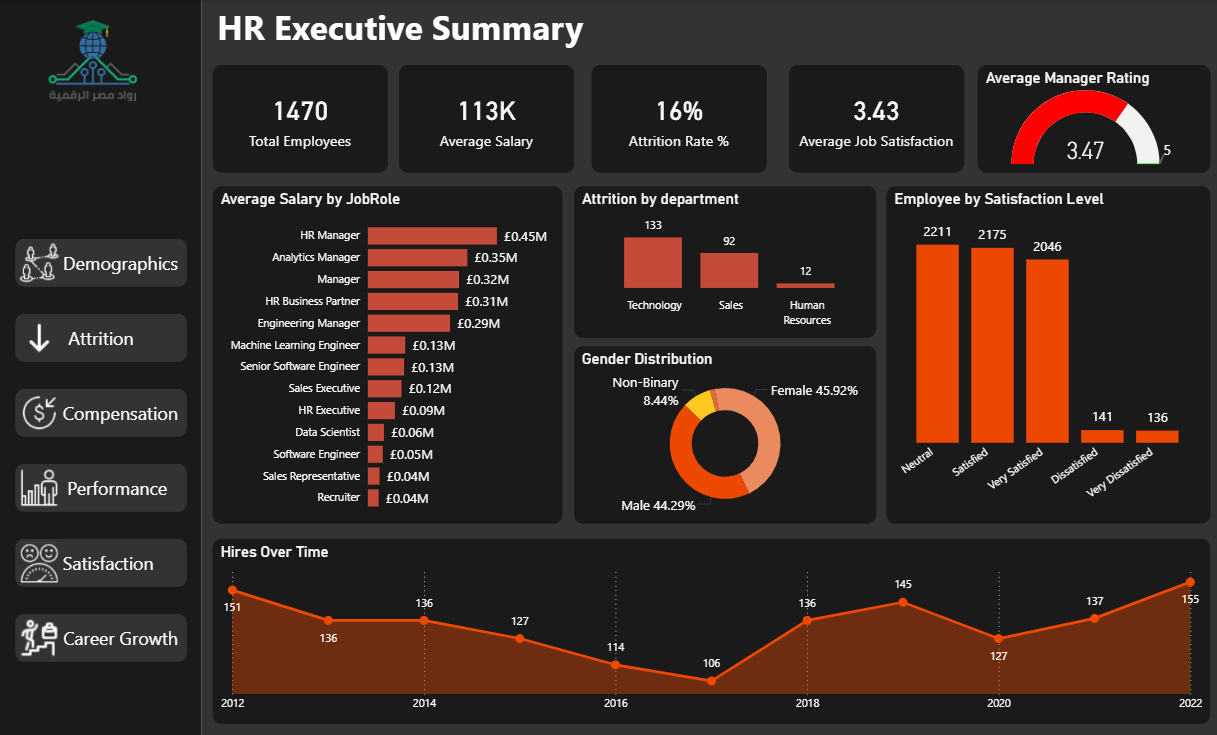 رواد مصر الرقمية
Demographics
Attrition
Compensation
Performance
Satisfaction
Career Growth
HR Executive Summary
1470
Total Employees
113K
Average Salary
16%
Attrition Rate %
3.43
Average Job Satisfaction
Average Manager Rating
3.47
5
Average Salary by JobRole
HR Manager £0.45M
Analytics Manager £0.35M
Manager £0.32M
HR Business Partner £0.31M
Engineering Manager £0.29M
Machine Learning Engineer £0.13M
Senior Software Engineer £0.13M
Sales Executive £0.12M
HR Executive £0.09M
Data Scientist £0.06M
Software Engineer £0.05M
Sales Representative £0.04M
Recruiter £0.04M
Attrition by department
133
92
12
Technology
Sales
Human
Resources
Gender Distribution
Non-Binary
8.44%
Female 45.92%
Male 44.29%
Employee by Satisfaction Level
2211
2175
2046
141
136
Neutral
Satisfied
Very Satisfied
Dissatisfied
Very Dissatisfied
Hires Over Time
151
136
136
127
114
106
136
145
127
137
155
2012
2014
2016
2018
2020
2022